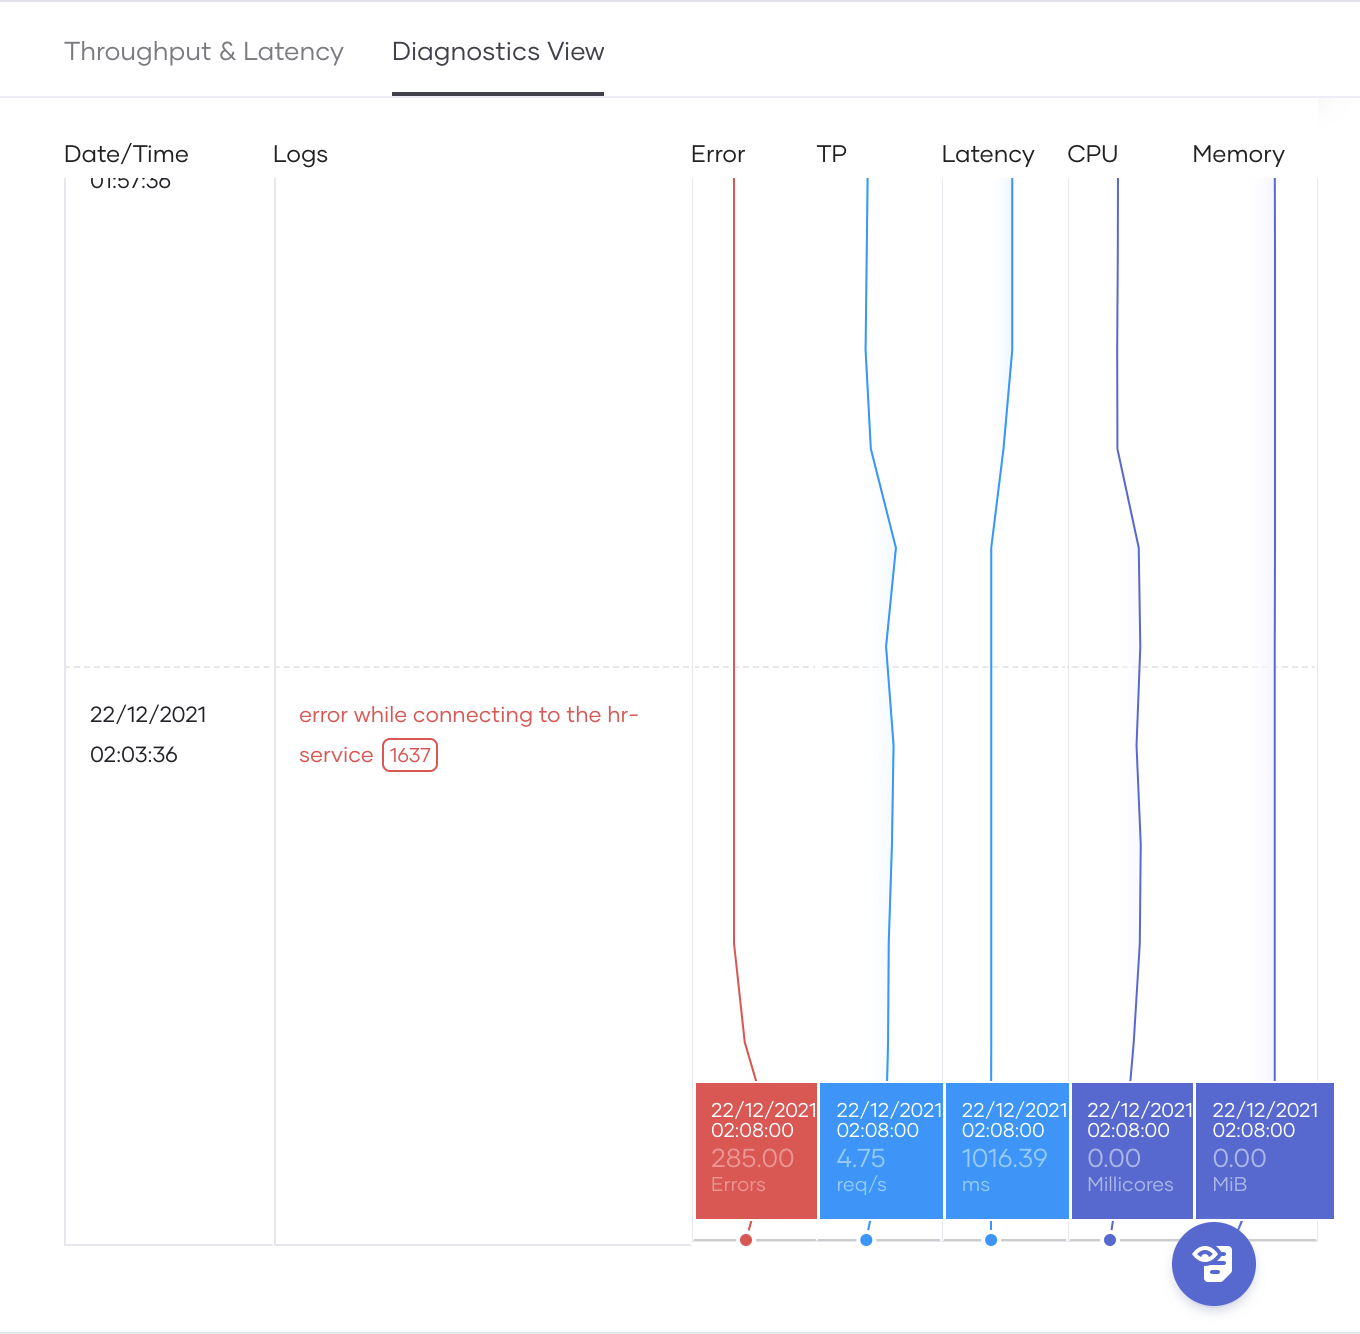 Throughput & Latency
Diagnostics View
Date/Time
Logs
Error
TP
Latency
CPU
Memory
01:57:36
22/12/2021
02:03:36
error while connecting to the hr-
service 1637
22/12/2021
02:08:00
285.00
Errors
22/12/2021
02:08:00
4.75
req/s
22/12/2021
02:08:00
1016.39
ms
22/12/2021
02:08:00
0.00
Millicores
22/12/2021
02:08:00
0.00
MiB